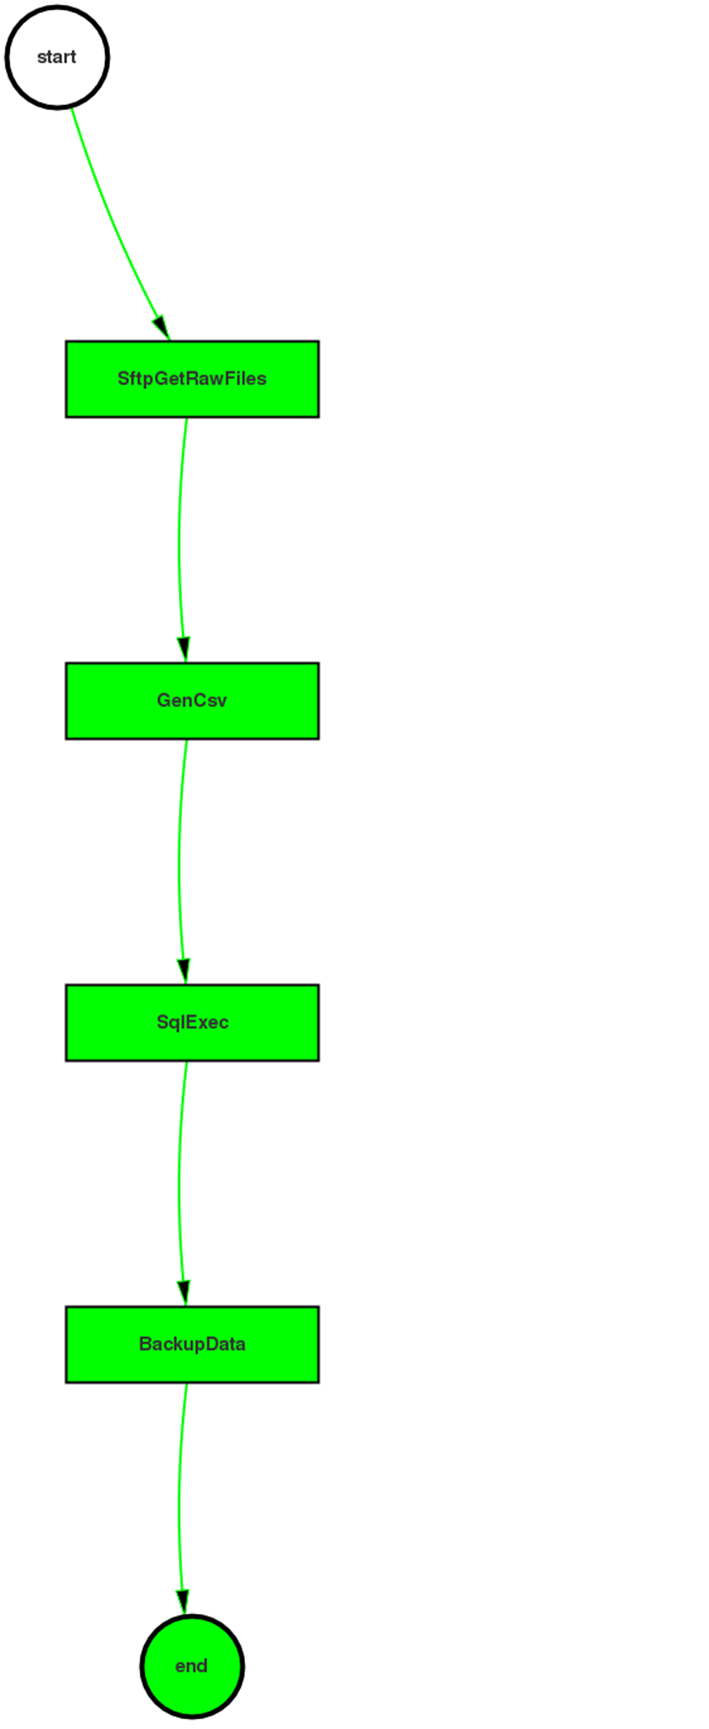 start
SftpGetRawFiles
GenCsv
SqlExec
BackupData
end